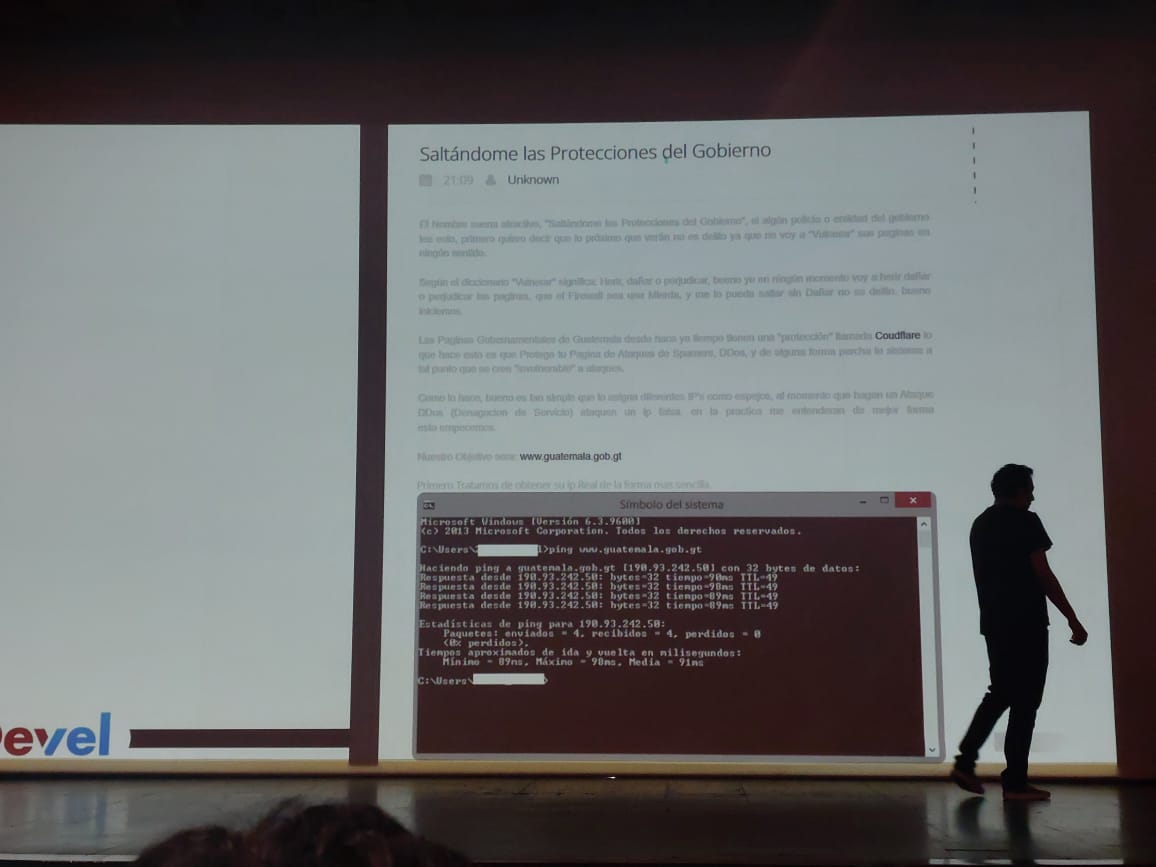 Saltándome las Protecciones del Gobierno
21:09 Unknown
El Nombre suena atractivo, "Saltándome las Protecciones del Gobierno", si algún policía o entidad del gobierno
lee esto, primero quiero decir que lo próximo que verán no es delito ya que no voy a "Vulnerar" sus paginas en
ningún sentido.
Según el diccionario "Vulnerar" significa: Herir, dañar o perjudicar, bueno yo en ningún momento voy a herir dañar
o perjudicar las paginas, que el Firewall sea una Mierda, y me lo pueda saltar sin Dañar no es delito. bueno
iniciemos.
Las Paginas Gubernamentales de Guatemala desde hace ya tiempo tienen una "protección" llamada Coudflare lo
que hace esto es que Protege tu Pagina de Ataques de Spamers, DDos, y de alguna forma parcha la sistema a
tal punto que se cree "invulnerable" a ataques.
Como lo hace, bueno es tan simple que le asigna diferentes IP's como espejos, al momento que hagan un Ataque
DDos (Denagacion de Servicio) ataquen un ip falsa. en la practica me entenderan de mejor forma
esto empecemos.
Nuestro Objetivo sera: www.guatemala.gob.gt
Primero Tratamos de obtener su ip Real de la forma mas sencilla.
Símbolo del sistema
Microsoft Windows [Versión 6.3.9600]
(c) 2013 Microsoft Corporation. Todos los derechos reservados.
C:\Users\ l>ping www.guatemala.gob.gt
Haciendo ping a guatemala.gob.gt [190.93.242.50] con 32 bytes de datos:
Respuesta desde 190.93.242.50: bytes=32 tiempo=90ms TTL=49
Respuesta desde 190.93.242.50: bytes=32 tiempo=98ms TTL=49
Respuesta desde 190.93.242.50: bytes=32 tiempo=89ms TTL=49
Respuesta desde 190.93.242.50: bytes=32 tiempo=89ms TTL=49
Estadísticas de ping para 190.93.242.50:
Paquetes: enviados = 4, recibidos = 4, perdidos = 0
(0% perdidos),
Tiempos aproximados de ida y vuelta en milisegundos:
Mínimo = 89ms, Máximo = 98ms, Media = 91ms
C:\Users\ >
Devel